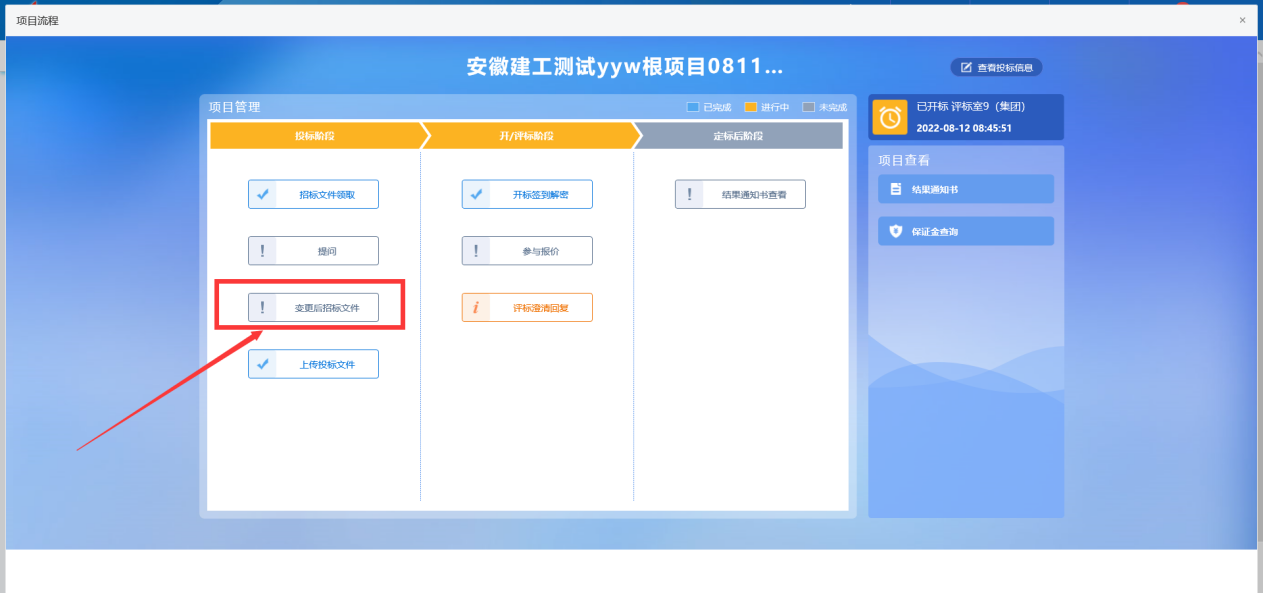 项目流程
×
安徽建工测试yyw根项目0811...
查看投标信息
项目管理
已完成 进行中 未完成
投标阶段
开/评标阶段
定标后阶段
招标文件领取
提问
变更后招标文件
上传投标文件
开标签到解密
参与报价
评标澄清回复
结果通知书查看
已开标 评标室9（集团）
2022-08-12 08:45:51
项目查看
结果通知书
保证金查询